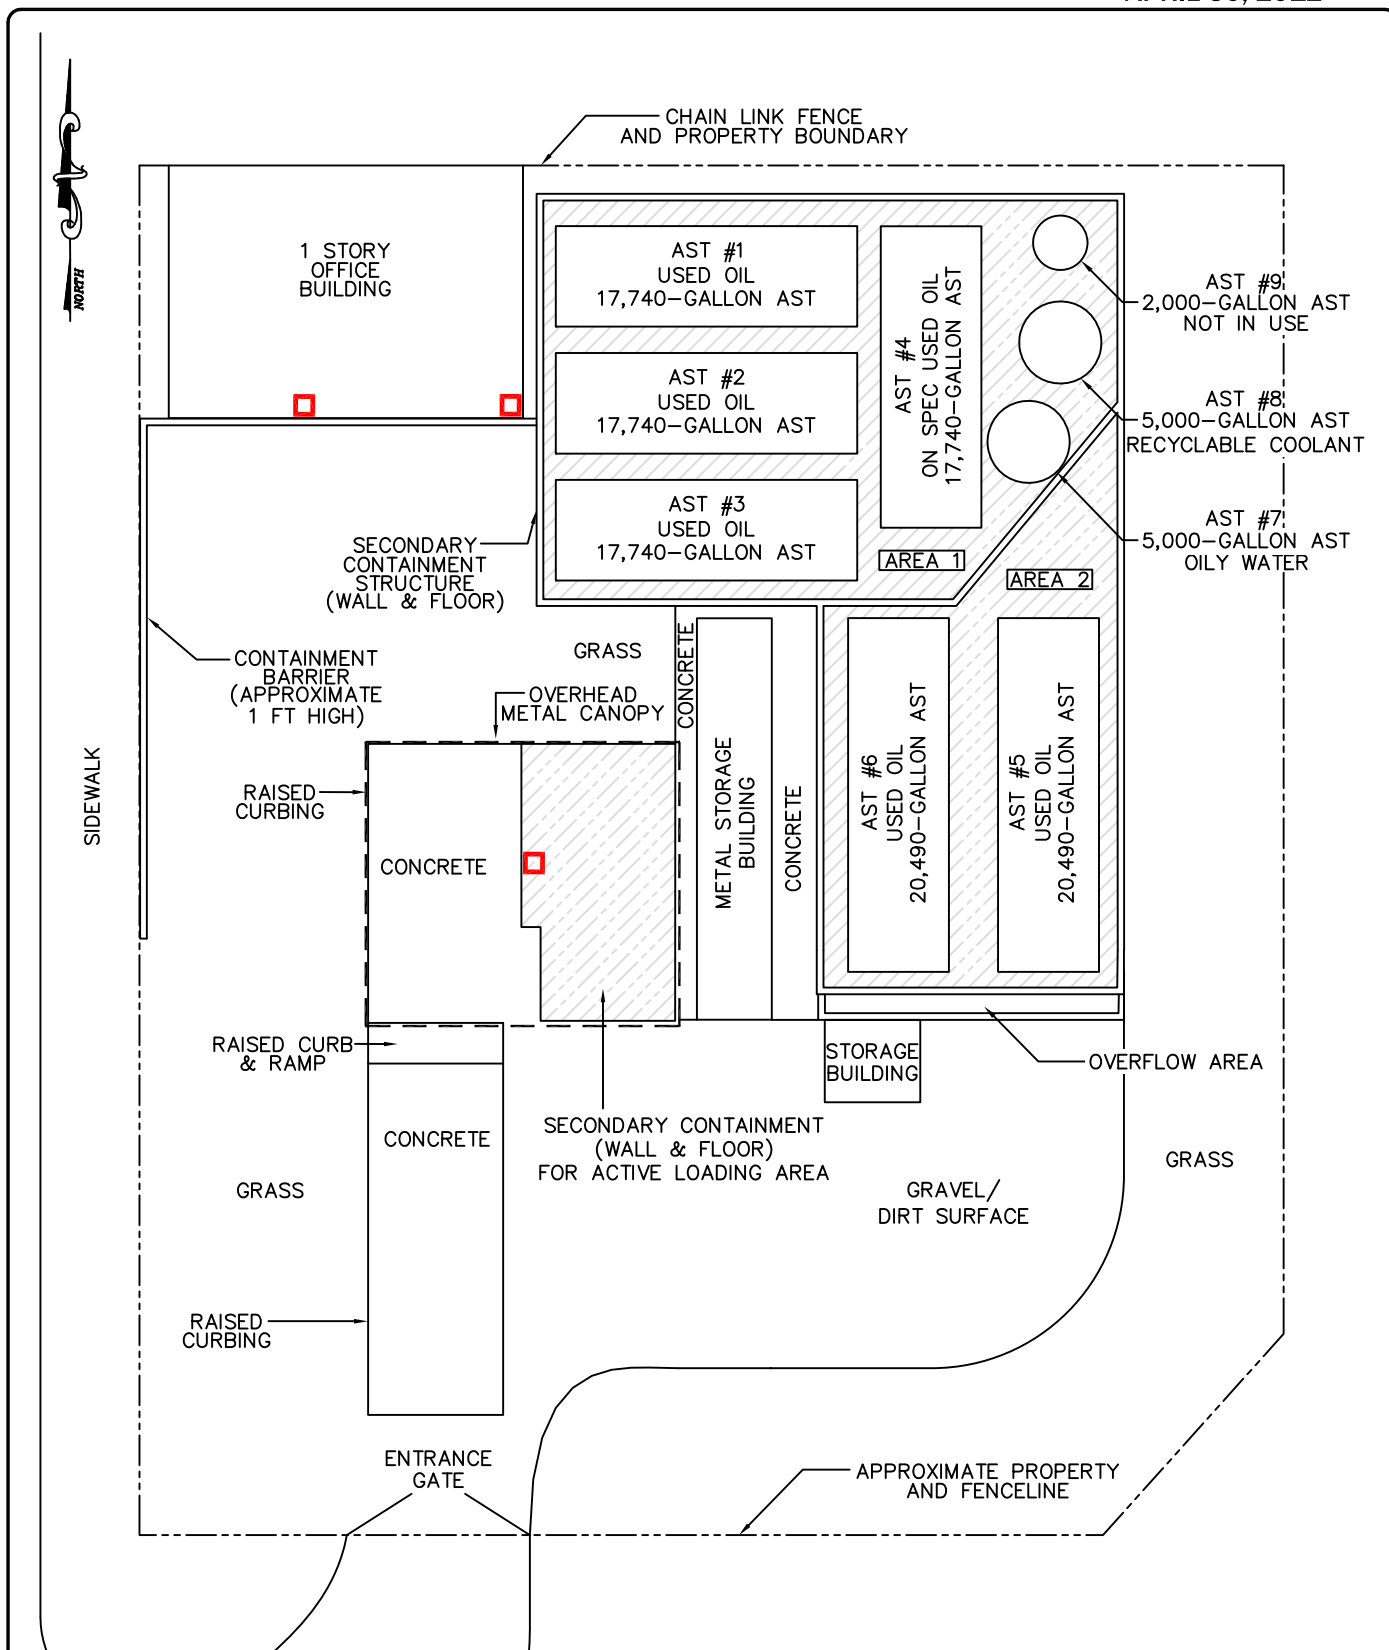 CHAIN LINK FENCE
AND PROPERTY BOUNDARY
NORTH
1 STORY
OFFICE
BUILDING
AST #1
USED OIL
17,740-GALLON AST
AST #2
USED OIL
17,740-GALLON AST
AST #3
USED OIL
17,740-GALLON AST
AST #4
ON SPEC USED OIL
17,740-GALLON AST
AST #9
2,000-GALLON AST
NOT IN USE
AST #8
5,000-GALLON AST
RECYCLABLE COOLANT
AST #7
5,000-GALLON AST
OILY WATER
AREA 1
AREA 2
SECONDARY
CONTAINMENT
STRUCTURE
(WALL & FLOOR)
GRASS
CONCRETE
CONTAINMENT
BARRIER
(APPROXIMATE
1 FT HIGH)
OVERHEAD
METAL CANOPY
SIDEWALK
RAISED
CURBING
CONCRETE
METAL STORAGE
BUILDING
CONCRETE
AST #6
USED OIL
20,490-GALLON AST
AST #5
USED OIL
20,490-GALLON AST
RAISED CURB
& RAMP
STORAGE
BUILDING
OVERFLOW AREA
CONCRETE
SECONDARY CONTAINMENT
(WALL & FLOOR)
FOR ACTIVE LOADING AREA
GRASS
GRASS
GRAVEL/
DIRT SURFACE
RAISED
CURBING
ENTRANCE
GATE
APPROXIMATE PROPERTY
AND FENCELINE